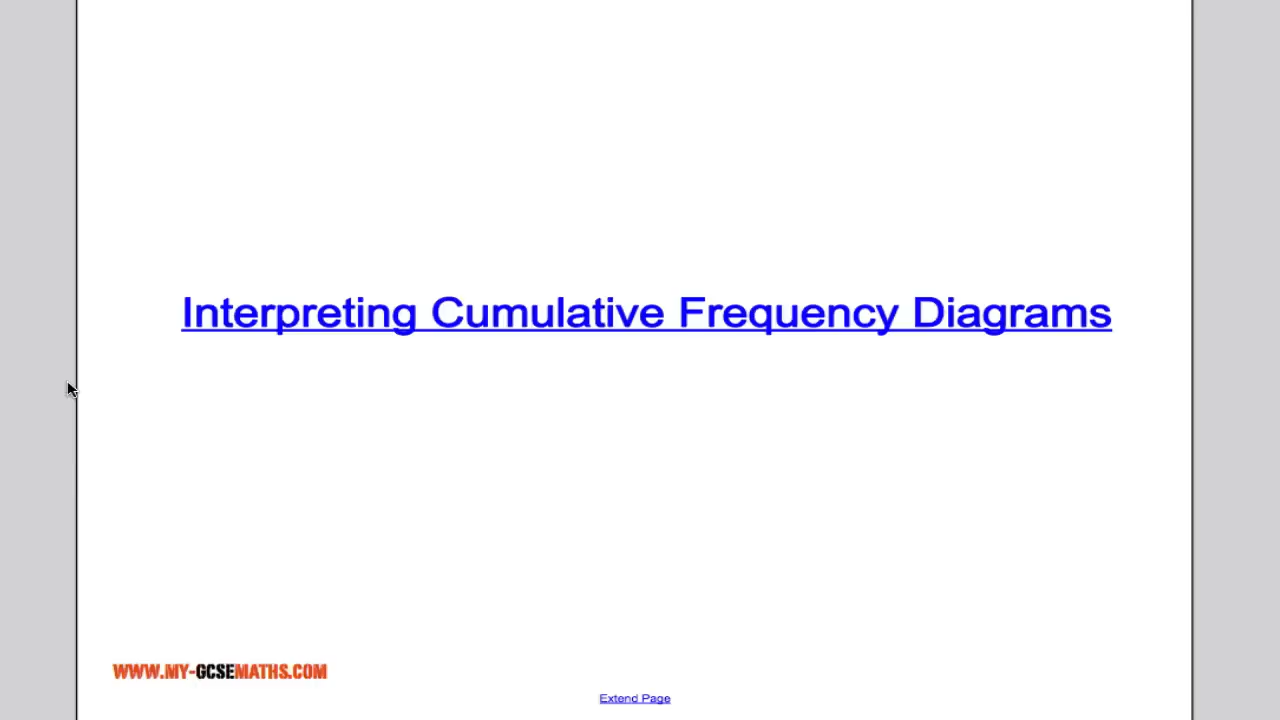 Interpreting Cumulative Frequency Diagrams
WWW.MY-GCSEMATHS.COM
Extend Page